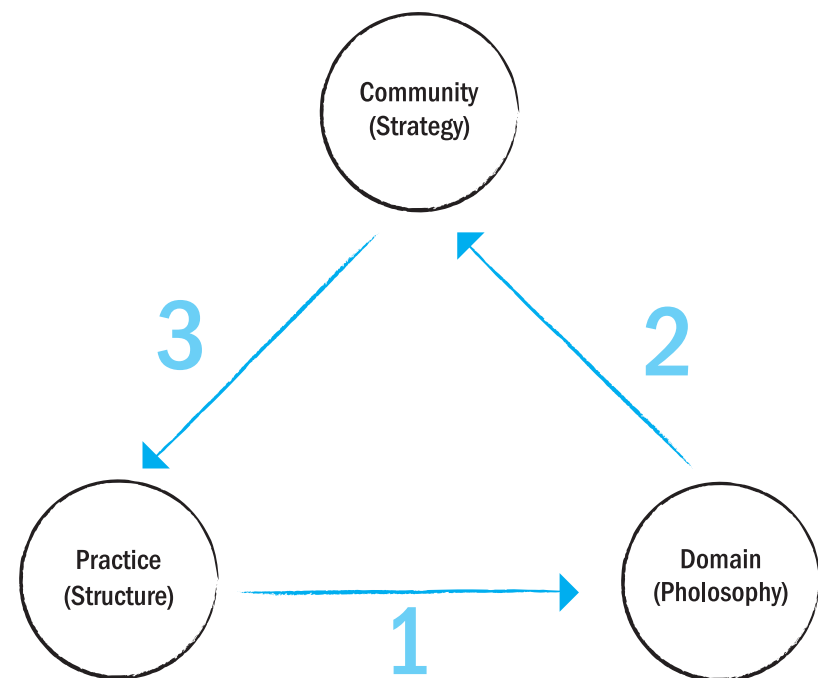 Community
(Strategy)
3
2
Practice
(Structure)
Domain
(Pholosophy)
1